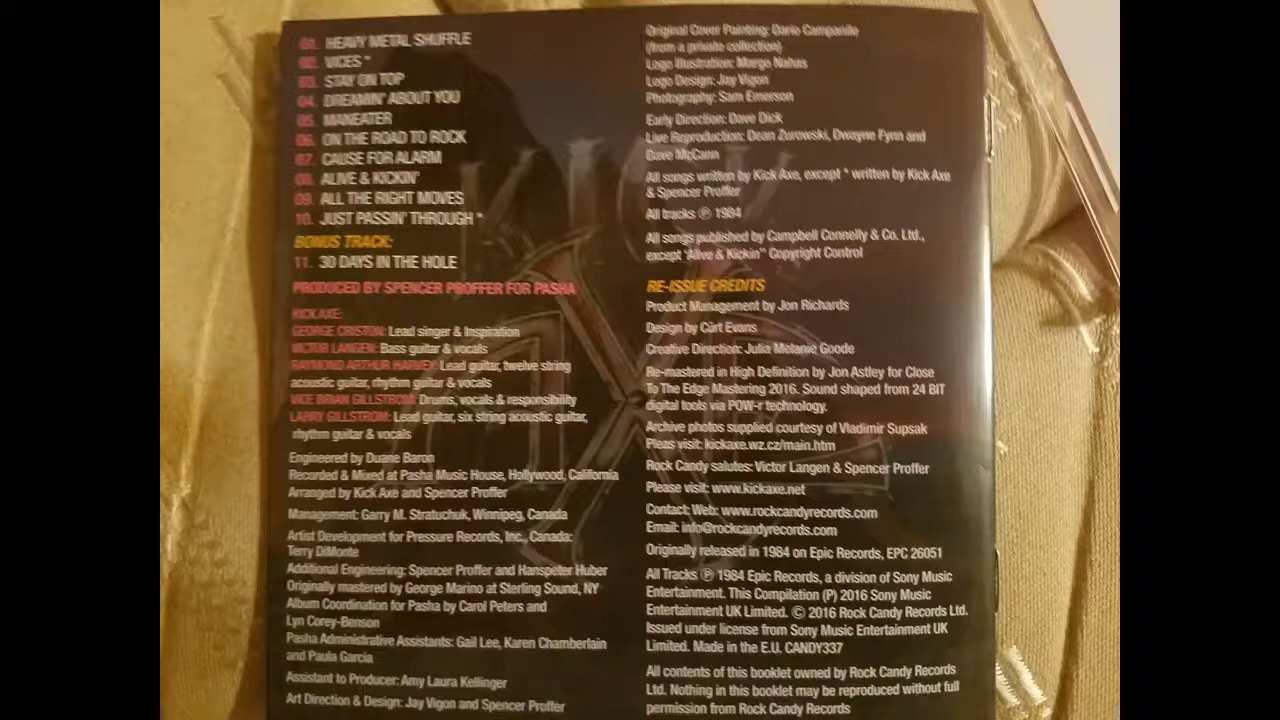 01. HEAVY METAL SHUFFLE
02. VICES *
03. STAY ON TOP
04. DREAMIN' ABOUT YOU
05. MANEATER
06. ON THE ROAD TO ROCK
07. CAUSE FOR ALARM
08. ALIVE & KICKIN'
09. ALL THE RIGHT MOVES
10. JUST PASSIN' THROUGH *
BONUS TRACK:
11. 30 DAYS IN THE HOLE
PRODUCED BY SPENCER PROFFER FOR PASHA
KICK AXE:
GEORGE CRISTON: Lead singer & Inspiration
VICTOR LANGEN: Bass guitar & vocals
RAYMOND ARTHUR HARVEY: Lead guitar, twelve string
acoustic guitar, rhythm guitar & vocals
VICE BRIAN GILLSTROM: Drums, vocals & responsibility
LARRY GILLSTROM: Lead guitar, six string acoustic guitar,
rhythm guitar & vocals
Engineered by Duane Baron
Recorded & Mixed at Pasha Music House, Hollywood, California
Arranged by Kick Axe and Spencer Proffer
Management: Garry M. Stratuchuk, Winnipeg, Canada
Artist Development for Pressure Records, Inc., Canada:
Terry DiMonte
Additional Engineering: Spencer Proffer and Hanspeter Huber
Originally mastered by George Marino at Sterling Sound, NY
Album Coordination for Pasha by Carol Peters and
Lyn Corey-Benson
Pasha Administrative Assistants: Gail Lee, Karen Chamberlain
and Paula Garcia
Assistant to Producer: Amy Laura Kellinger
Art Direction & Design: Jay Vigon and Spencer Proffer
Original Cover Painting: Dario Campanile
(from a private collection)
Logo Illustration: Margo Nahas
Logo Design: Jay Vigon
Photography: Sam Emerson
Early Direction: Dave Dick
Live Reproduction: Dean Zurowski, Dwayne Fynn and
Dave McCann
All songs written by Kick Axe, except * written by Kick Axe
& Spencer Proffer
All tracks ℗ 1984
All songs published by Campbell Connelly & Co. Ltd.,
except "Alive & Kickin'" Copyright Control
RE-ISSUE CREDITS
Product Management by Jon Richards
Design by Curt Evans
Creative Direction: Julia Melanie Goode
Re-mastered in High Definition by Jon Astley for Close
To The Edge Mastering 2016. Sound shaped from 24 BIT
digital tools via POW-r technology.
Archive photos supplied courtesy of Vladimir Supsak
Pleas visit: kickaxe.wz.cz/main.htm
Rock Candy salutes: Victor Langen & Spencer Proffer
Please visit: www.kickaxe.net
Contact: Web: www.rockcandyrecords.com
Email: info@rockcandyrecords.com
Originally released in 1984 on Epic Records, EPC 26051
All Tracks ℗ 1984 Epic Records, a division of Sony Music
Entertainment. This Compilation (P) 2016 Sony Music
Entertainment UK Limited. © 2016 Rock Candy Records Ltd.
Issued under license from Sony Music Entertainment UK
Limited. Made in the E.U. CANDY337
All contents of this booklet owned by Rock Candy Records
Ltd. Nothing in this booklet may be reproduced without full
permission from Rock Candy Records